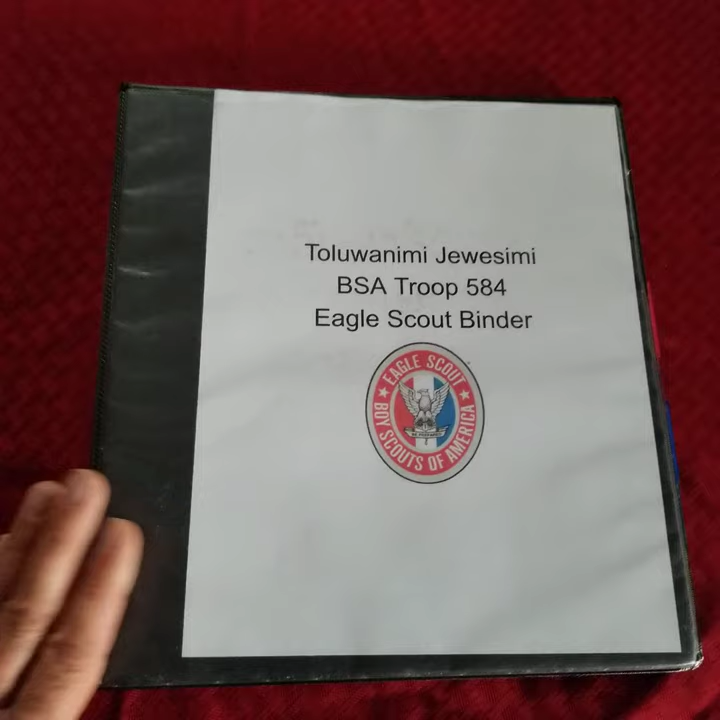 Toluwanimi Jewesimi
BSA Troop 584
Eagle Scout Binder
EAGLE SCOUT
BOY SCOUTS OF AMERICA